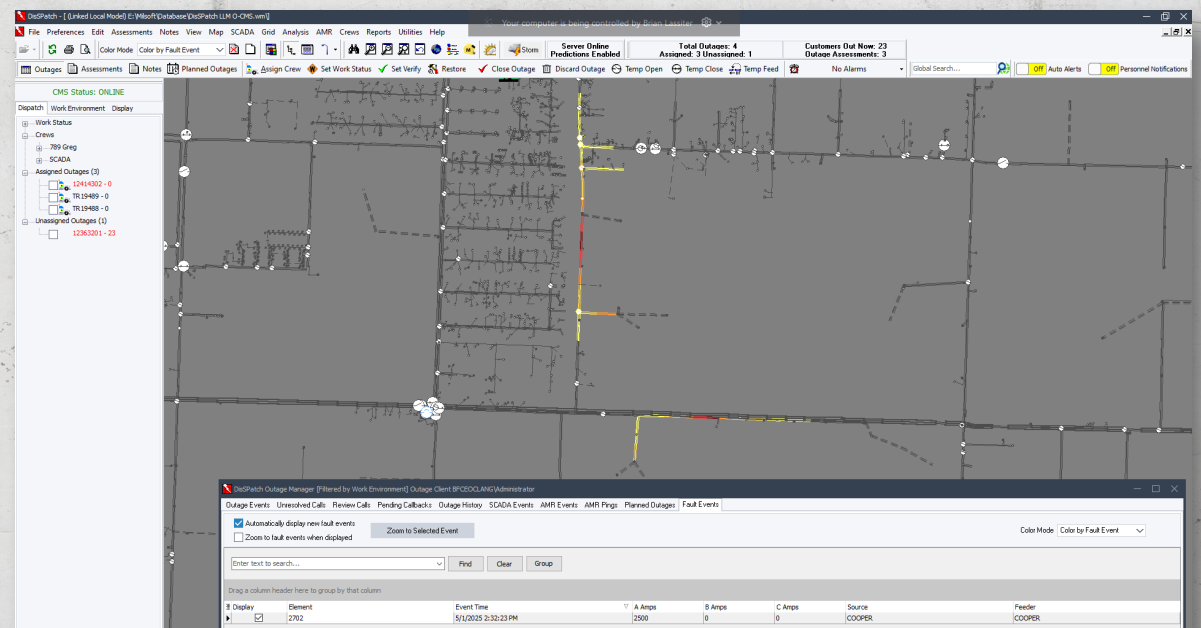 DisSPatch - [ (Linked Local Model) E:\Milsoft\Database\DisSPatch LLM O-CMS.wm\]
Your computer is being controlled by Brian Lassiter
File Preferences Edit Assessments Notes View Map SCADA Grid Analysis AMR Crews Reports Utilities Help
Color Mode Color by Fault Event Storm Server Online Total Outages: 4 Customers Out Now: 23
Predictions Enabled Assigned: 3 Unassigned: 1 Outage Assessments: 3
Outages Assessments Notes Planned Outages Assign Crew Set Work Status Set Verify Restore Close Outage Discard Outage Temp Open Temp Close Temp Feed No Alarms Global Search... Off Auto Alerts Off Personnel Notifications
CMS Status: ONLINE
Dispatch Work Environment Display
Work Status
Crews
789 Greg
SCADA
Assigned Outages (3)
12414302 - 0
TR19489 - 0
TR19488 - 0
Unassigned Outages (1)
12363201 - 23
DisSPatch Outage Manager [Filtered by Work Environment] Outage Client BFCEOCLANG\Administrator
Outage Events Unresolved Calls Review Calls Pending Callbacks Outage History SCADA Events AMR Events AMR Pings Planned Outages Fault Events
Automatically display new fault events
Zoom to Selected Event
Color Mode Color by Fault Event
Zoom to fault events when displayed
Enter text to search... Find Clear Group
Drag a column header here to group by that column
Display Element Event Time A Amps B Amps C Amps Source Feeder
2702 5/1/2025 2:32:23 PM 2500 0 0 COOPER COOPER